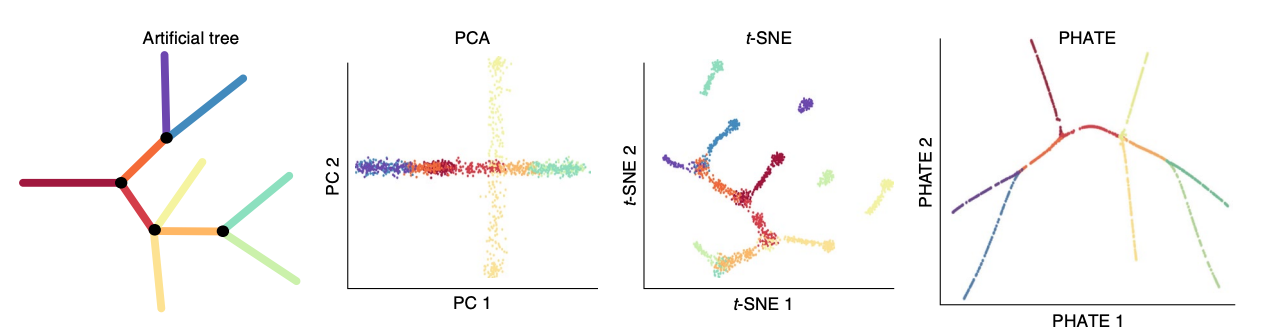 Artificial tree
PCA
PC 2
PC 1
t-SNE
t-SNE 2
t-SNE 1
PHATE
PHATE 2
PHATE 1